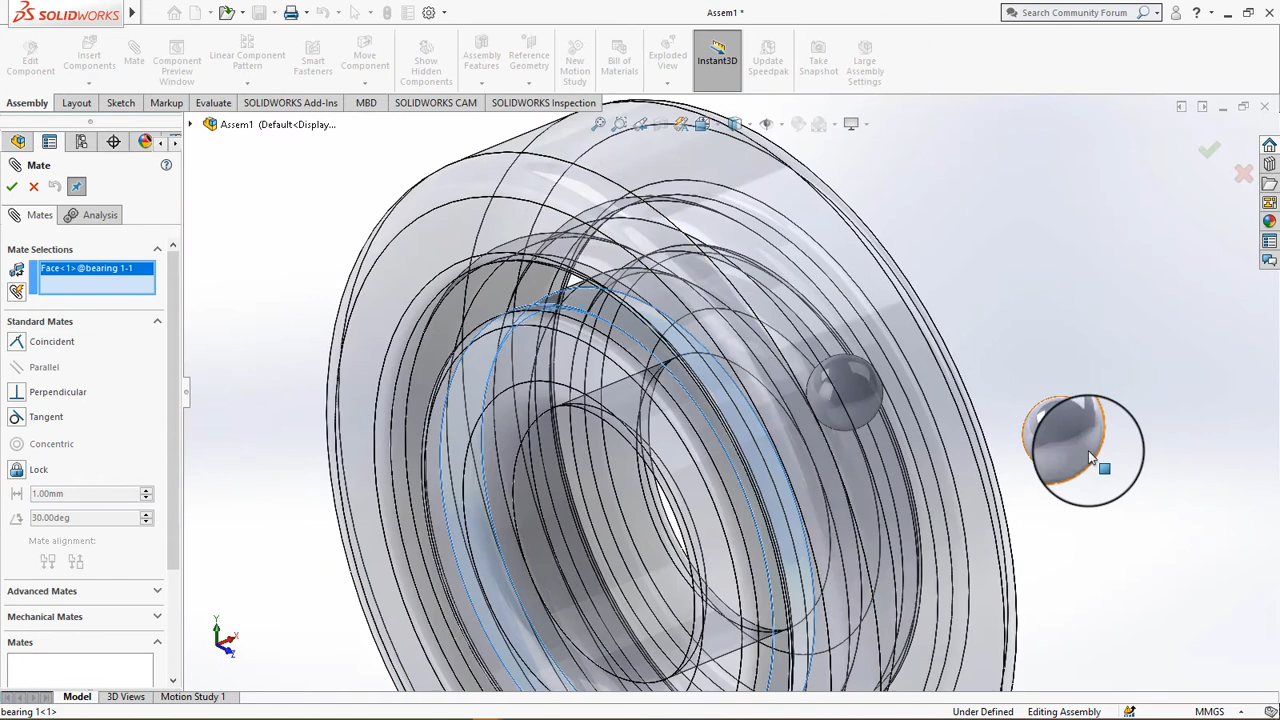 SOLIDWORKS
Assem1 *
Search Community Forum
Edit Component
Insert Components
Mate
Component Preview Window
Linear Component Pattern
Smart Fasteners
Move Component
Show Hidden Components
Assembly Features
Reference Geometry
New Motion Study
Bill of Materials
Exploded View
Instant3D
Update Speedpak
Take Snapshot
Large Assembly Settings
Assembly
Layout
Sketch
Markup
Evaluate
SOLIDWORKS Add-Ins
MBD
SOLIDWORKS CAM
SOLIDWORKS Inspection
Assem1 (Default<Display...
Mate
Mates
Analysis
Mate Selections
Face<1>@bearing 1-1
Standard Mates
Coincident
Parallel
Perpendicular
Tangent
Concentric
Lock
1.00mm
30.00deg
Mate alignment:
Advanced Mates
Mechanical Mates
Mates
Y
X
Z
Model
3D Views
Motion Study 1
bearing 1<1>
Under Defined
Editing Assembly
MMGS